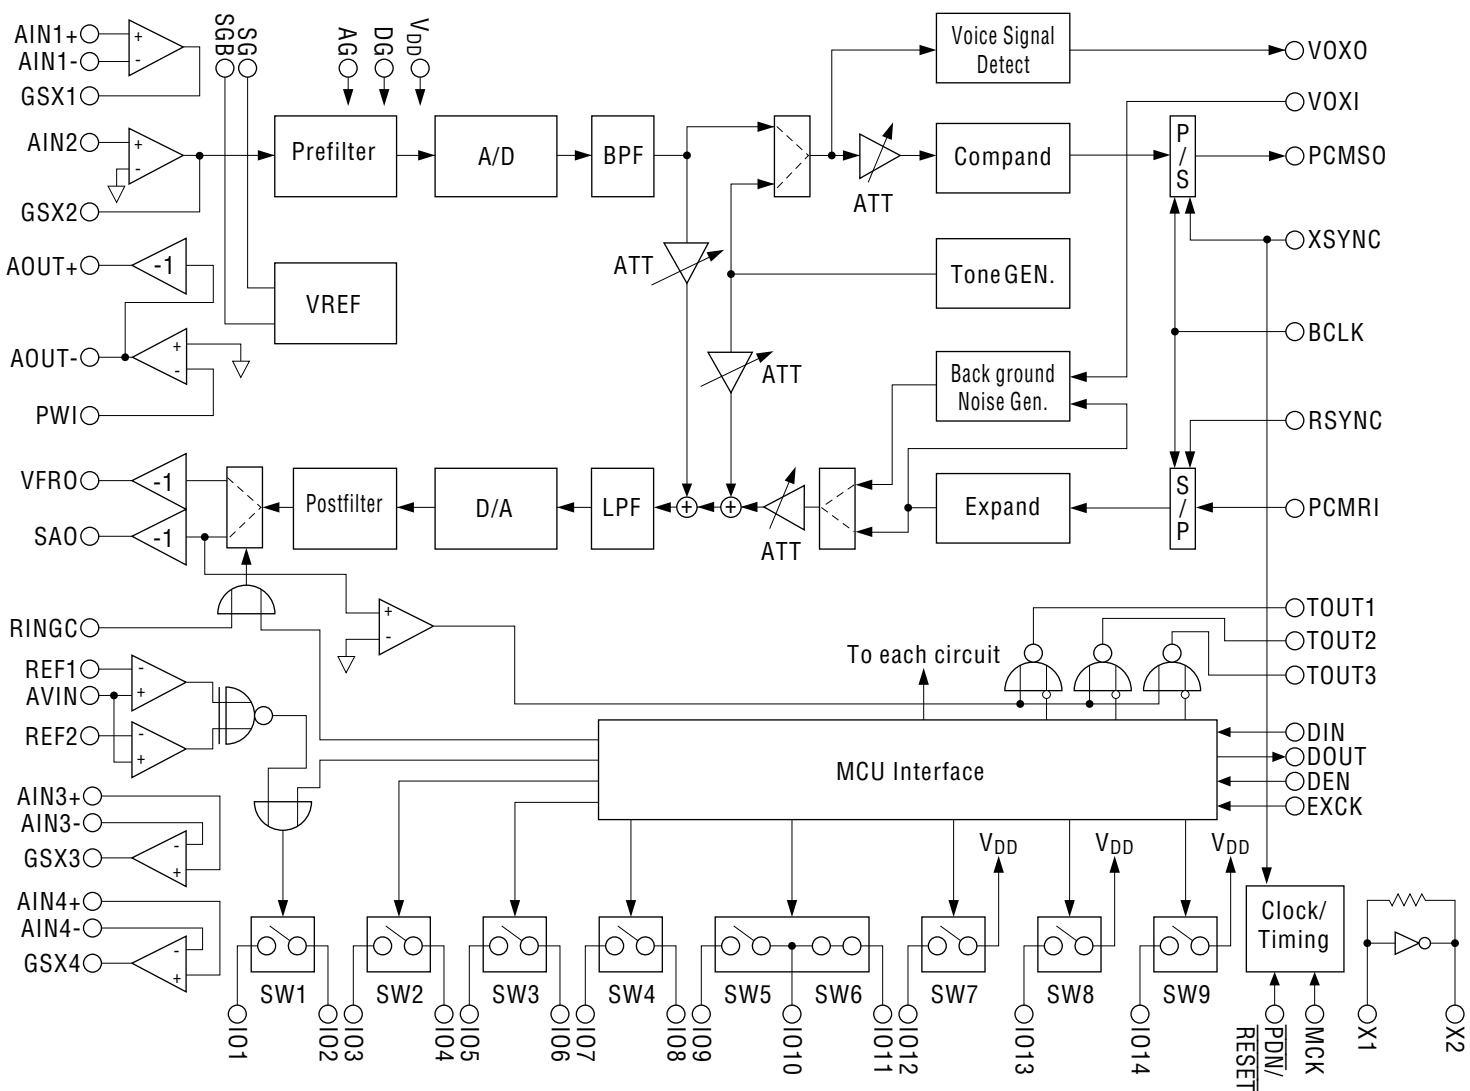 AIN1+
AIN1-
GSX1
AIN2
GSX2
AOUT+
AOUT-
PWI
VFRO
SAO
RINGC
REF1
AVIN
REF2
AIN3+
AIN3-
GSX3
AIN4+
AIN4-
GSX4
+
-
+
-
-1
+
-
-1
-1
-
+
-
+
-
+
-
+
SGB
SG
AG
DG
VDD
Prefilter
A/D
BPF
VREF
ATT
ATT
Voice Signal
Detect
ATT
Compand
P/S
Tone GEN.
Back ground
Noise Gen.
Postfilter
D/A
LPF
+
+
ATT
Expand
S/P
+
-
To each circuit
MCU Interface
VOXO
VOXI
PCMSO
XSYNC
BCLK
RSYNC
PCMRI
TOUT1
TOUT2
TOUT3
DIN
DOUT
DEN
EXCK
VDD
VDD
VDD
Clock/
Timing
SW1
SW2
SW3
SW4
SW5
SW6
SW7
SW8
SW9
IO1
IO2
IO3
IO4
IO5
IO6
IO7
IO8
IO9
IO10
IO11
IO12
IO13
IO14
PDN/
RESET
MCK
X1
X2